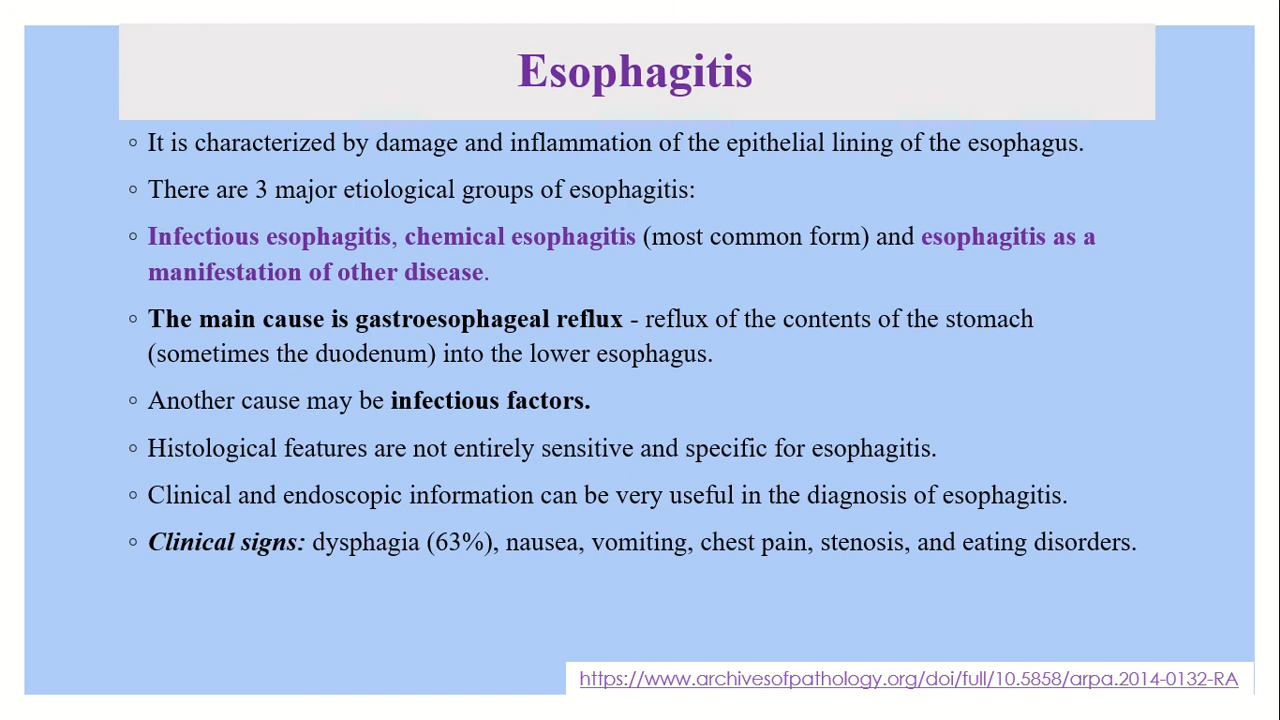 Esophagitis
◦ It is characterized by damage and inflammation of the epithelial lining of the esophagus.
◦ There are 3 major etiological groups of esophagitis:
◦ Infectious esophagitis, chemical esophagitis (most common form) and esophagitis as a
manifestation of other disease.
◦ The main cause is gastroesophageal reflux - reflux of the contents of the stomach
(sometimes the duodenum) into the lower esophagus.
◦ Another cause may be infectious factors.
◦ Histological features are not entirely sensitive and specific for esophagitis.
◦ Clinical and endoscopic information can be very useful in the diagnosis of esophagitis.
◦ Clinical signs: dysphagia (63%), nausea, vomiting, chest pain, stenosis, and eating disorders.
https://www.archivesofpathology.org/doi/full/10.5858/arpa.2014-0132-RA